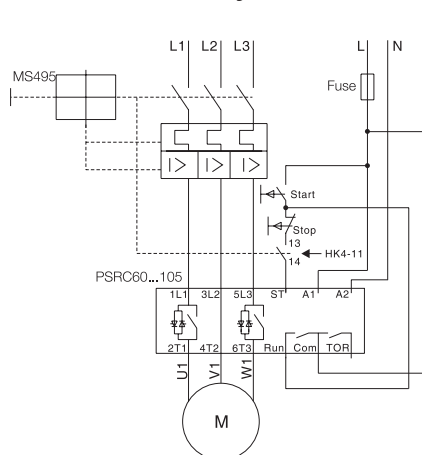 L1 L2 L3 L N
MS495
Fuse
I> I> I>
Start
Stop
13
14
HK4-11
PSRC60...105
1L1 3L2 5L3 ST A1 A2
2T1 4T2 6T3 Run Com TOR
U1 V1 W1
M